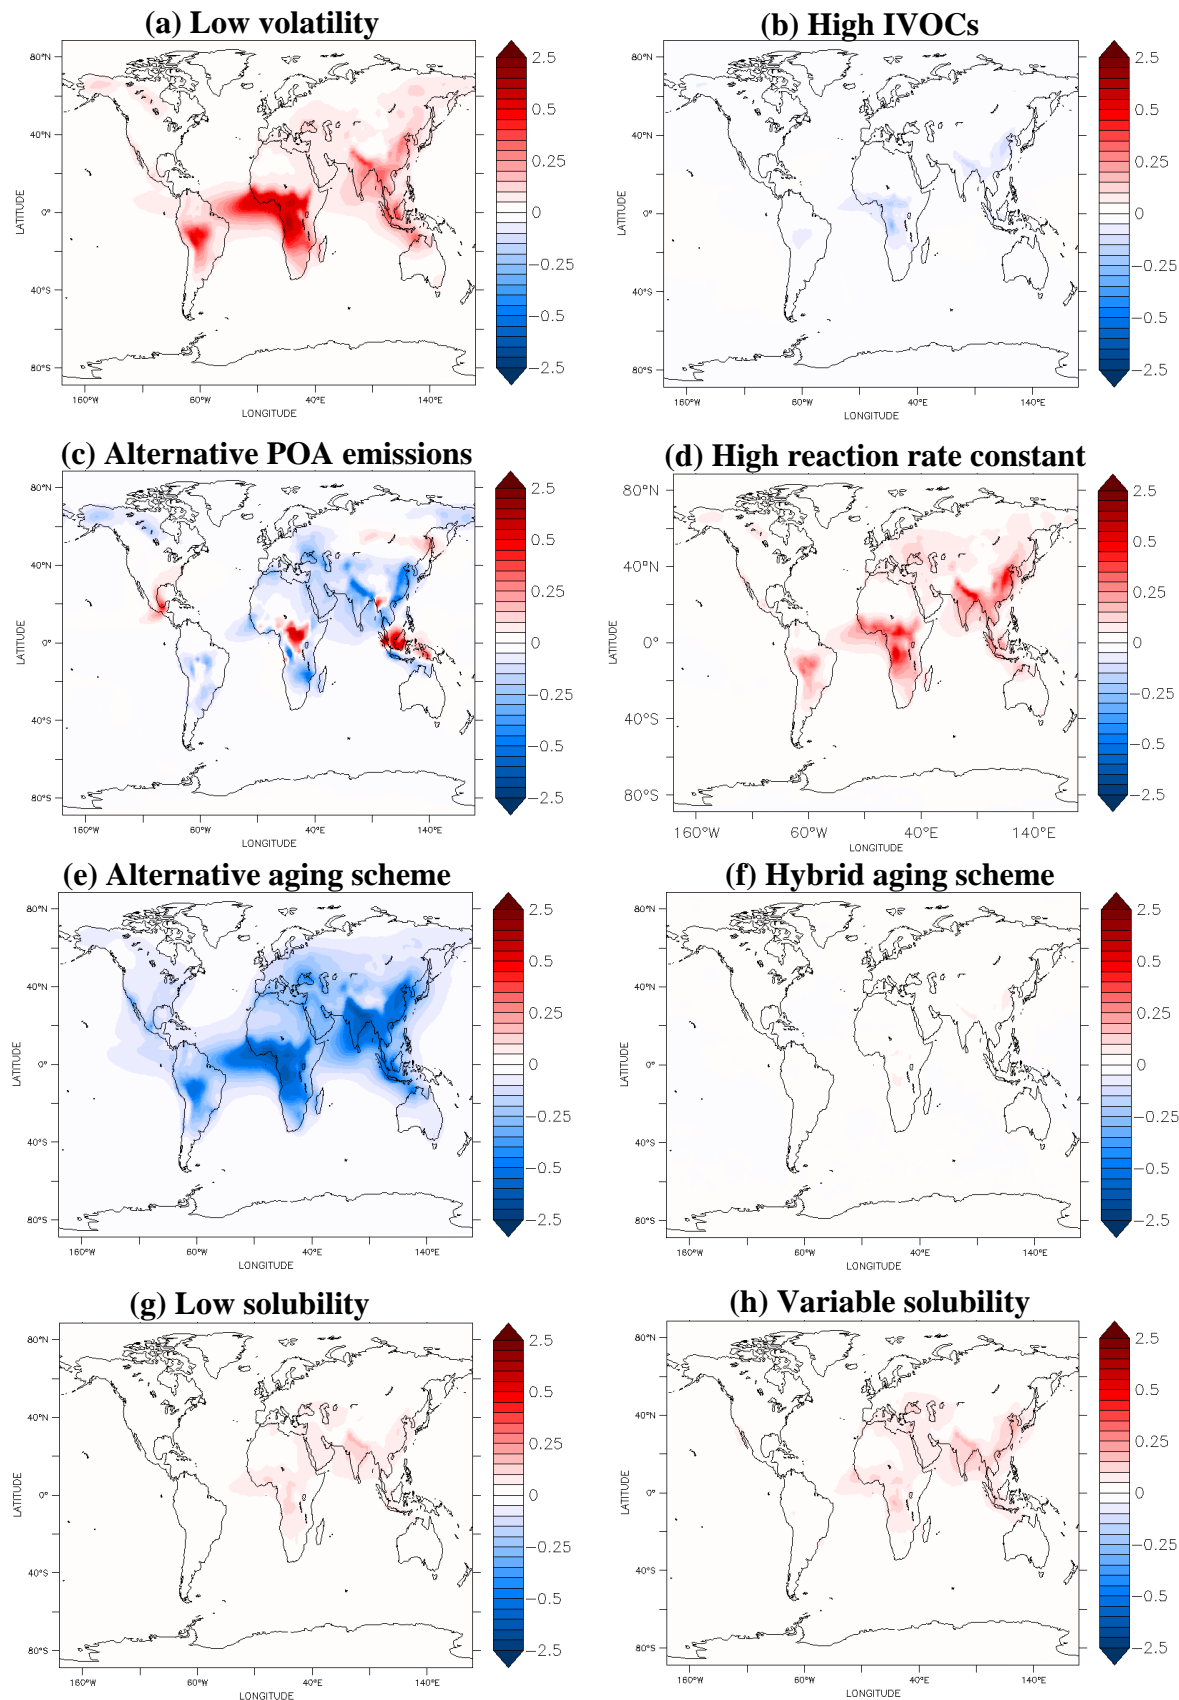 (a) Low volatility
80°N
40°N
0°
40°S
80°S
LATITUDE
160°W
60°W
40°E
140°E
LONGITUDE
2.5
0.5
0.25
0
−0.25
−0.5
−2.5
(b) High IVOCs
80°N
40°N
0°
40°S
80°S
LATITUDE
160°W
60°W
40°E
140°E
LONGITUDE
2.5
0.5
0.25
0
−0.25
−0.5
−2.5
(c) Alternative POA emissions
80°N
40°N
0°
40°S
80°S
LATITUDE
160°W
60°W
40°E
140°E
LONGITUDE
2.5
0.5
0.25
0
−0.25
−0.5
−2.5
(d) High reaction rate constant
80°N
40°N
0°
40°S
80°S
LATITUDE
160°W
60°W
40°E
140°E
LONGITUDE
2.5
0.5
0.25
0
−0.25
−0.5
−2.5
(e) Alternative aging scheme
80°N
40°N
0°
40°S
80°S
LATITUDE
160°W
60°W
40°E
140°E
LONGITUDE
2.5
0.5
0.25
0
−0.25
−0.5
−2.5
(f) Hybrid aging scheme
80°N
40°N
0°
40°S
80°S
LATITUDE
160°W
60°W
40°E
140°E
LONGITUDE
2.5
0.5
0.25
0
−0.25
−0.5
−2.5
(g) Low solubility
80°N
40°N
0°
40°S
80°S
LATITUDE
160°W
60°W
40°E
140°E
LONGITUDE
2.5
0.5
0.25
0
−0.25
−0.5
−2.5
(h) Variable solubility
80°N
40°N
0°
40°S
80°S
LATITUDE
160°W
60°W
40°E
140°E
LONGITUDE
2.5
0.5
0.25
0
−0.25
−0.5
−2.5